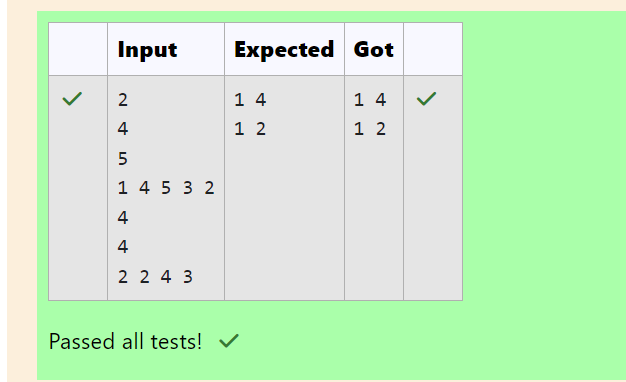 Input Expected Got
2 1 4 1 4
4 1 2 1 2
5
1 4 5 3 2
4
4
2 2 4 3
Passed all tests!